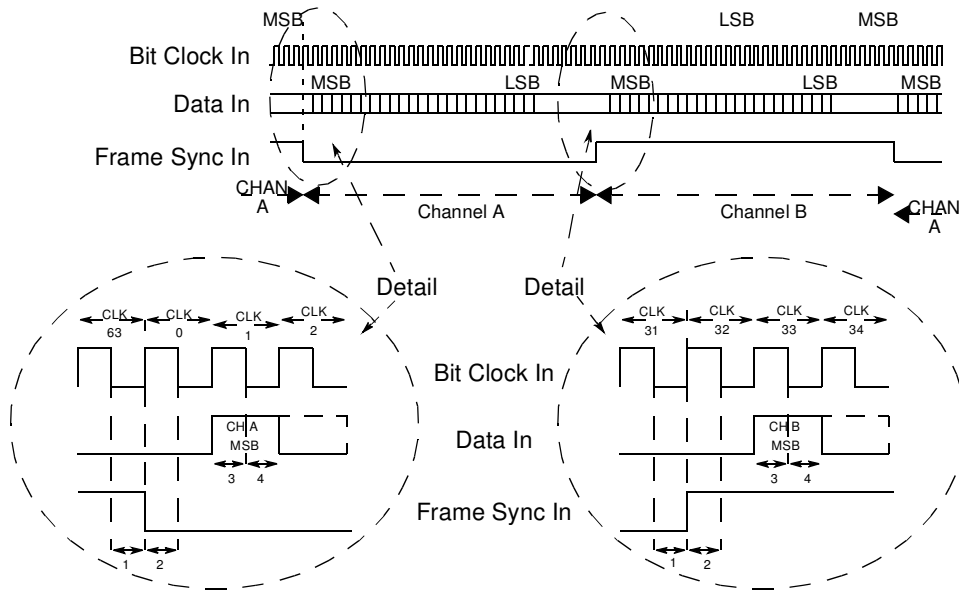 MSB LSB MSB
Bit Clock In
MSB LSB MSB LSB MSB
Data In
Frame Sync In
CHAN
A
Channel A
Channel B
CHAN
A
Detail
Detail
CLK
63
CLK
0
CLK
1
CLK
2
CLK
31
CLK
32
CLK
33
CLK
34
Bit Clock In
CH A
MSB
3 4
Data In
CH B
MSB
3 4
Frame Sync In
1 2
1 2